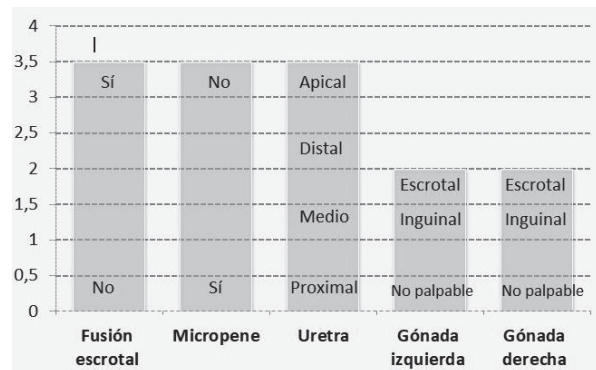 4
3,5
3
2,5
2
1,5
1
0,5
0
Sí No Apical
Distal
Escrotal Escrotal
Medio Inguinal Inguinal
No Sí Proximal No palpable No palpable
Fusión escrotal
Micropene
Uretra
Gónada izquierda
Gónada derecha